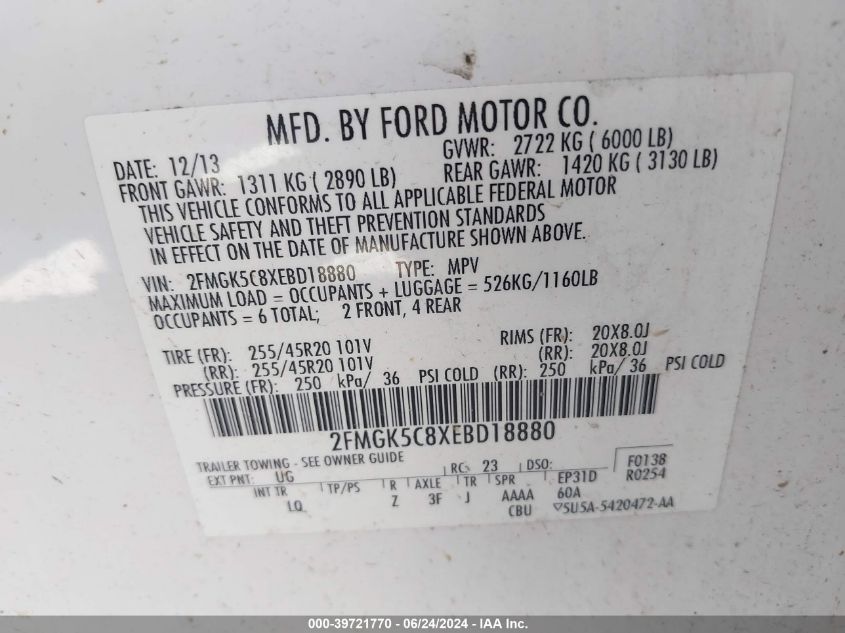 MFD. BY FORD MOTOR CO.
DATE: 12/13 GVWR: 2722 KG ( 6000 LB)
FRONT GAWR: 1311 KG ( 2890 LB) REAR GAWR: 1420 KG ( 3130 LB)
THIS VEHICLE CONFORMS TO ALL APPLICABLE FEDERAL MOTOR
VEHICLE SAFETY AND THEFT PREVENTION STANDARDS
IN EFFECT ON THE DATE OF MANUFACTURE SHOWN ABOVE.
VIN: 2FMGK5C8XEBD18880 TYPE: MPV
MAXIMUM LOAD = OCCUPANTS + LUGGAGE = 526KG/1160LB
OCCUPANTS = 6 TOTAL; 2 FRONT, 4 REAR
TIRE (FR): 255/45R20 101V RIMS (FR): 20X8.0J
(RR): 255/45R20 101V (RR): 20X8.0J
PRESSURE (FR): 250 kPa/ 36 PSI COLD (RR): 250 kPa/ 36 PSI COLD
2FMGK5C8XEBD18880
TRAILER TOWING - SEE OWNER GUIDE
EXT PNT: UG RC: 23 DSO: F0138
INT TR TP/PS R AXLE TR SPR EP31D R0254
LQ Z 3F J AAAA 60A
CBU ▽5U5A-5420472-AA
000-39721770 - 06/24/2024 - IAA Inc.